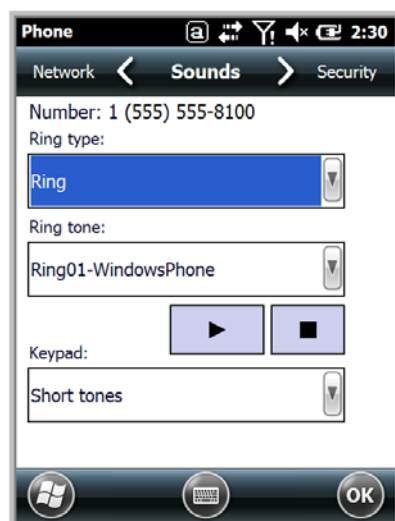 Phone a 2:30
Network Sounds Security
Number: 1 (555) 555-8100
Ring type:
Ring
Ring tone:
Ring01-WindowsPhone
Keypad:
Short tones
OK